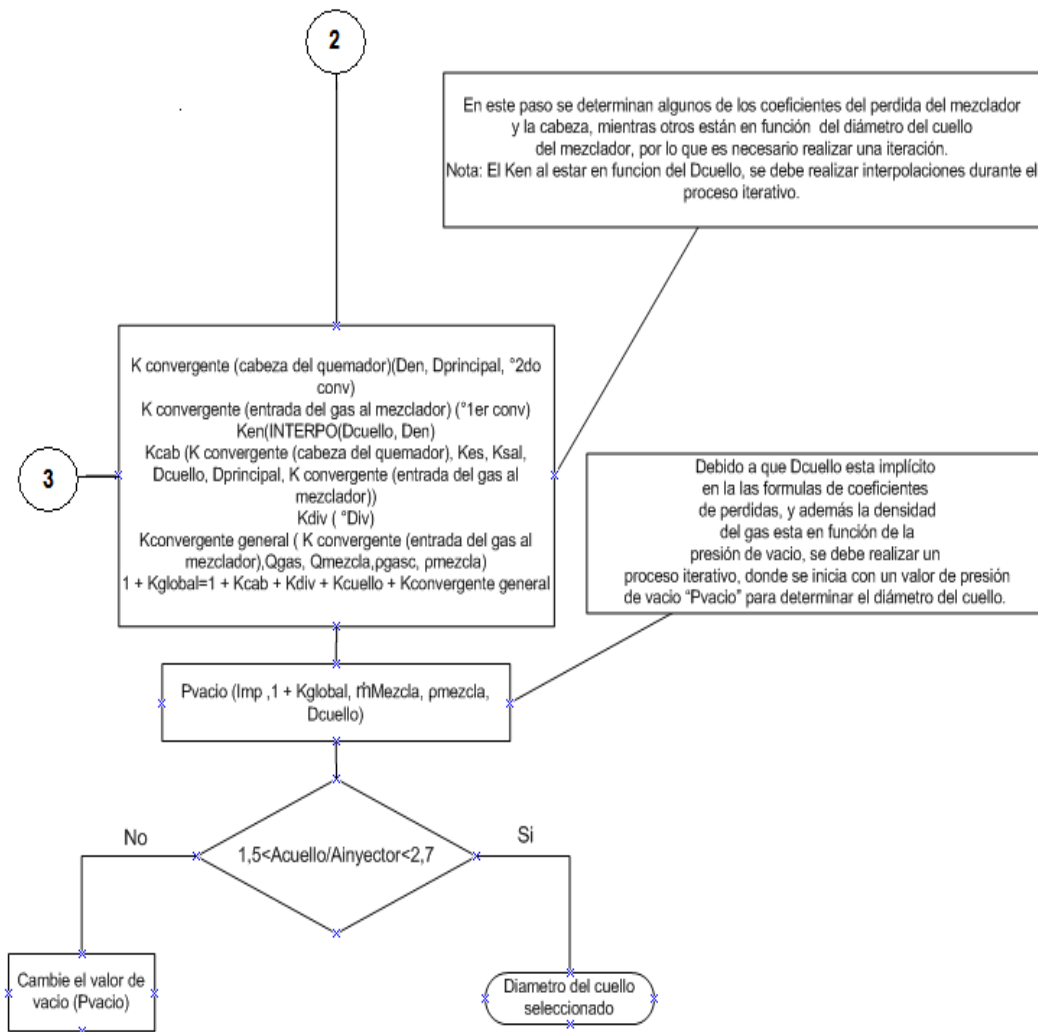 2
En este paso se determinan algunos de los coeficientes del perdida del mezclador
y la cabeza, mientras otros están en función del diámetro del cuello
del mezclador, por lo que es necesario realizar una iteración.
Nota: El Ken al estar en funcion del Dcuello, se debe realizar interpolaciones durante el
proceso iterativo.
K convergente (cabeza del quemador)(Den, Dprincipal, °2do
conv)
K convergente (entrada del gas al mezclador) (°1er conv)
Ken(INTERPO(Dcuello, Den)
Kcab (K convergente (cabeza del quemador), Kes, Ksal,
Dcuello, Dprincipal, K convergente (entrada del gas al
mezclador))
Kdiv ( °Div)
Kconvergente general ( K convergente (entrada del gas al
mezclador),Qgas, Qmezcla,ρgasc, ρmezcla)
1 + Kglobal=1 + Kcab + Kdiv + Kcuello + Kconvergente general
3
Debido a que Dcuello esta implícito
en la las formulas de coeficientes
de perdidas, y además la densidad
del gas esta en función de la
presión de vacio, se debe realizar un
proceso iterativo, donde se inicia con un valor de presión
de vacio “Pvacio” para determinar el diámetro del cuello.
Pvacio (Imp ,1 + Kglobal, ṁMezcla, ρmezcla,
Dcuello)
No
Si
1,5<Acuello/Ainyector<2,7
Cambie el valor de
vacio (Pvacio)
Diametro del cuello
seleccionado